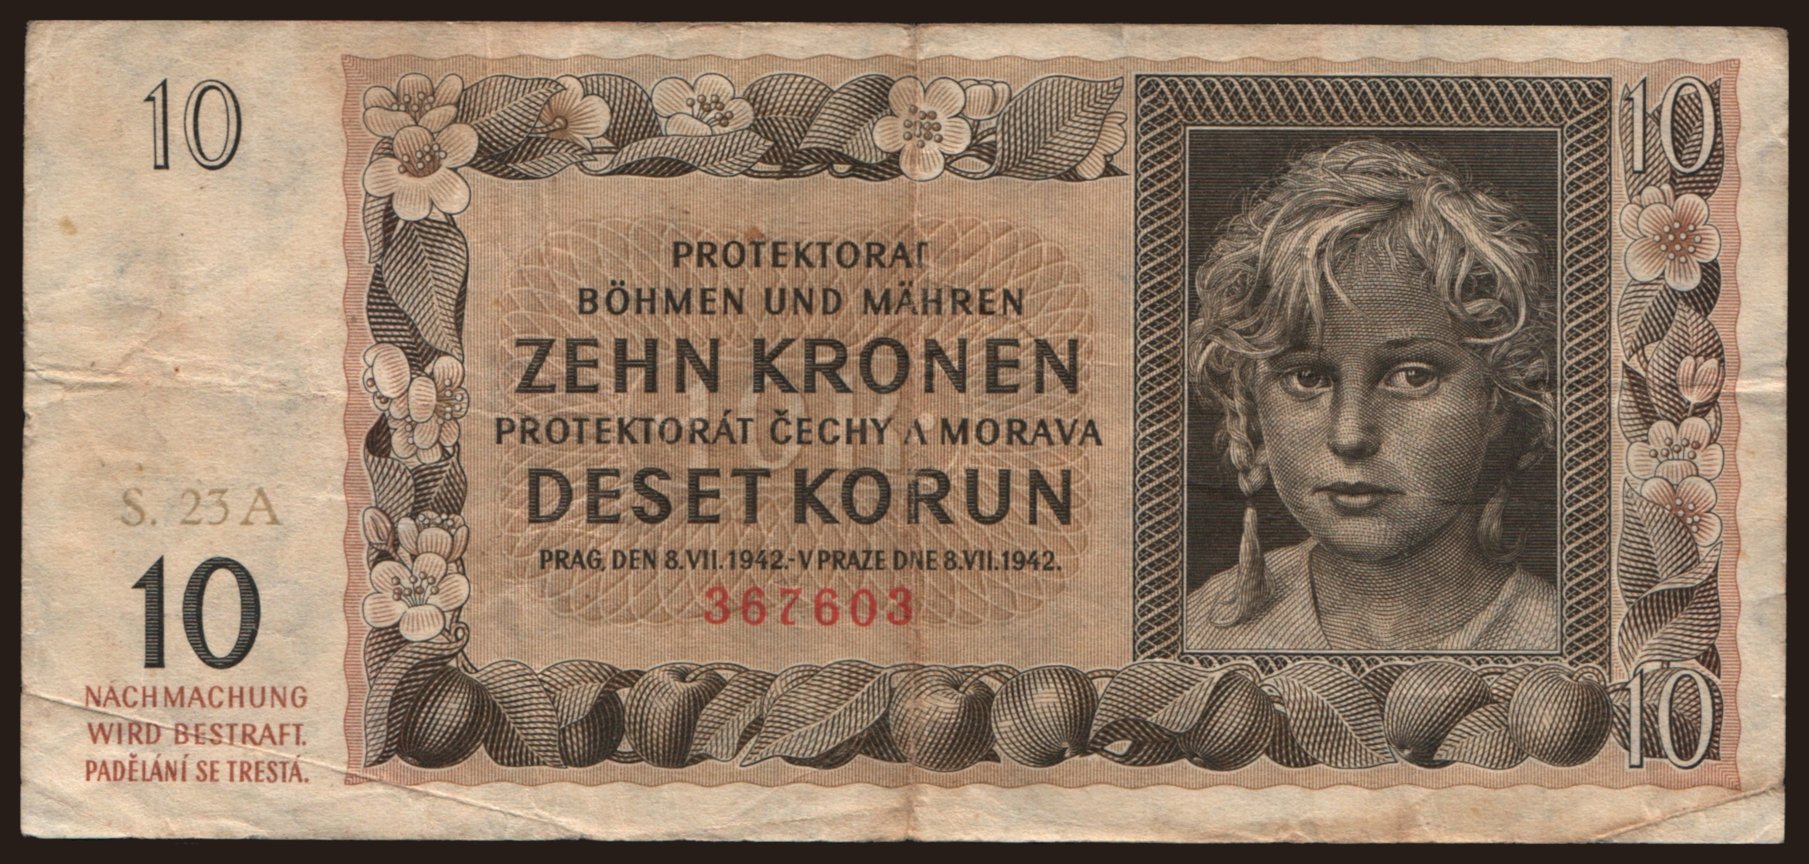 10
10
PROTEKTORAT
BÖHMEN UND MÄHREN
ZEHN KRONEN
PROTEKTORÁT ČECHY A MORAVA
DESET KORUN
PRAG, DEN 8.VII.1942.-V PRAZE DNE 8.VII.1942.
367603
S. 23 A
10
NACHMACHUNG
WIRD BESTRAFT.
PADĚLÁNÍ SE TRESTÁ.
10